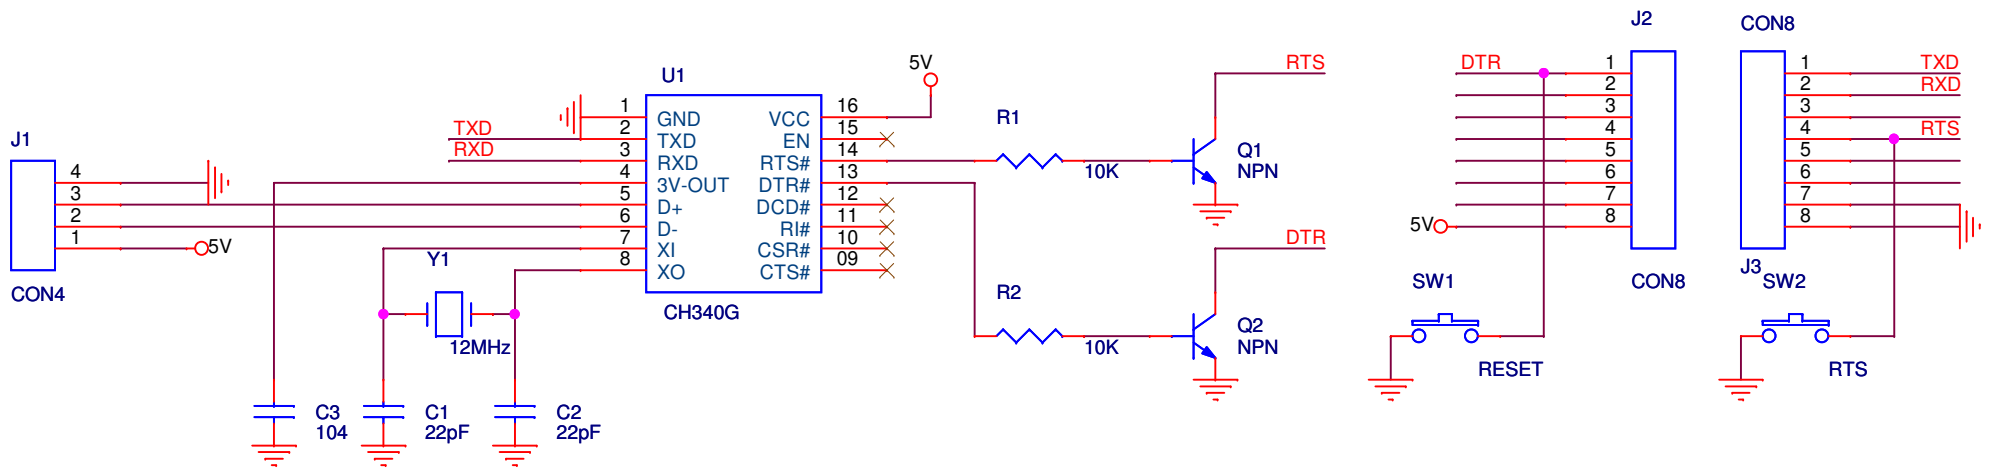 J1
4
3
2
1
5V
CON4
C3
104
C1
22pF
C2
22pF
Y1
12MHz
TXD
RXD
U1
1 GND VCC 16
2 TXD EN 15
3 RXD RTS# 14
4 3V-OUT DTR# 13
5 D+ DCD# 12
6 D- RI# 11
7 XI CSR# 10
8 XO CTS# 09
CH340G
5V
R1
10K
Q1
NPN
RTS
R2
10K
Q2
NPN
DTR
J2
DTR
1
2
3
4
5
6
7
5V 8
CON8
SW1
RESET
CON8
1 TXD
2 RXD
3
4 RTS
5
6
7
8
J3
SW2
RTS